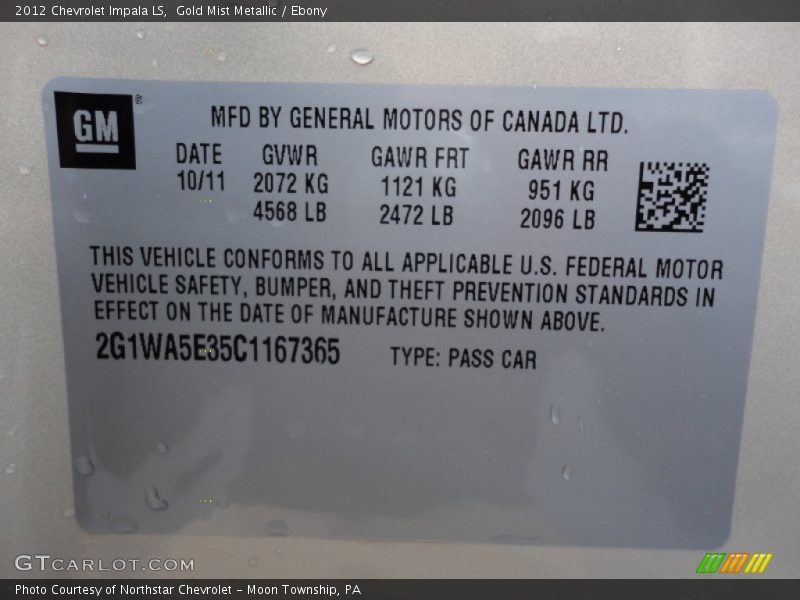 2012 Chevrolet Impala LS, Gold Mist Metallic / Ebony
GM ®
MFD BY GENERAL MOTORS OF CANADA LTD.
DATE GVWR GAWR FRT GAWR RR
10/11 2072 KG 1121 KG 951 KG
4568 LB 2472 LB 2096 LB
THIS VEHICLE CONFORMS TO ALL APPLICABLE U.S. FEDERAL MOTOR
VEHICLE SAFETY, BUMPER, AND THEFT PREVENTION STANDARDS IN
EFFECT ON THE DATE OF MANUFACTURE SHOWN ABOVE.
2G1WA5E35C1167365 TYPE: PASS CAR
GTCARLOT.COM
Photo Courtesy of Northstar Chevrolet - Moon Township, PA